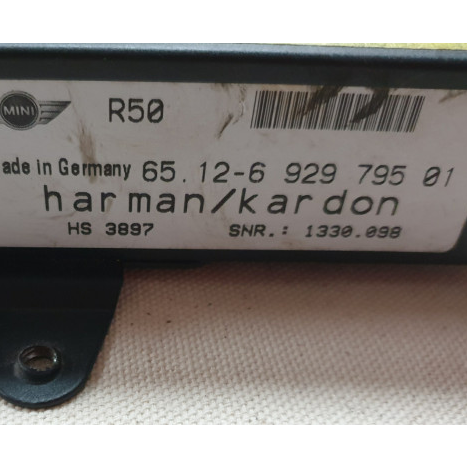 MINI R50
ade in Germany 65.12-6 929 795 01
harman/kardon
HS 3897 SNR.: 1330.098